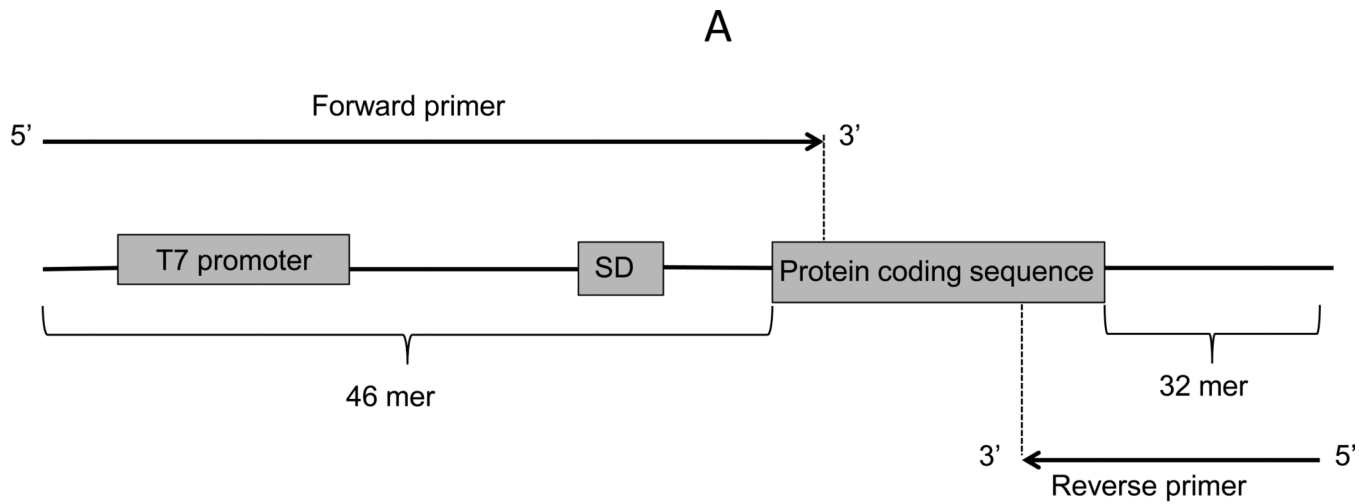 A
Forward primer
5’
3’
T7 promoter
SD
Protein coding sequence
46 mer
32 mer
3’
5’
Reverse primer